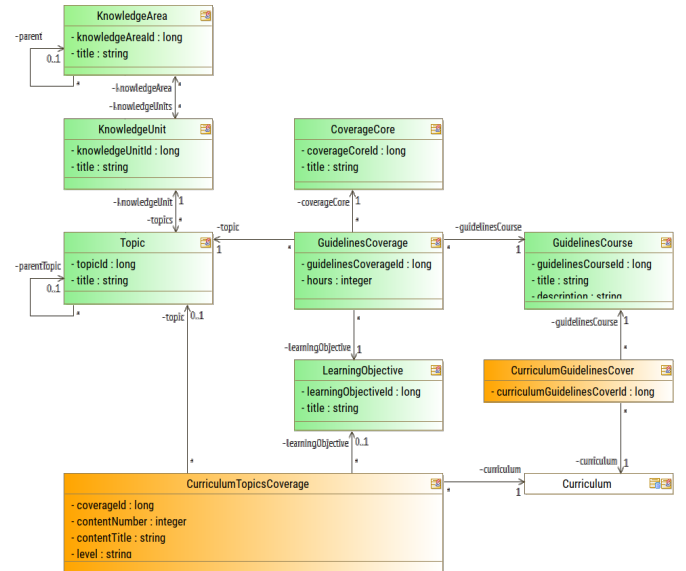 KnowledgeArea
- knowledgeAreaId : long
- title : string
-parent
0..1
*
-knowledgeArea
*
-knowledgeUnits
*
KnowledgeUnit
- knowledgeUnitId : long
- title : string
CoverageCore
- coverageCoreId : long
- title : string
-knowledgeUnit
1
-topics
*
-coverageCore
1
*
Topic
- topicId : long
- title : string
-parentTopic
0..1
*
-topic
1
*
GuidelinesCoverage
- guidelinesCoverageId : long
- hours : integer
*
-guidelinesCourse
1
GuidelinesCourse
- guidelinesCourseId : long
- title : string
- description : string
-topic
0..1
*
*
-learningObjective
1
-guidelinesCourse
1
*
LearningObjective
- learningObjectiveId : long
- title : string
CurriculumGuidelinesCover
- curriculumGuidelinesCoverId : long
-learningObjective
0..1
*
*
-curriculum
1
CurriculumTopicsCoverage
- coverageId : long
- contentNumber : integer
- contentTitle : string
- level : string
*
-curriculum
1
Curriculum